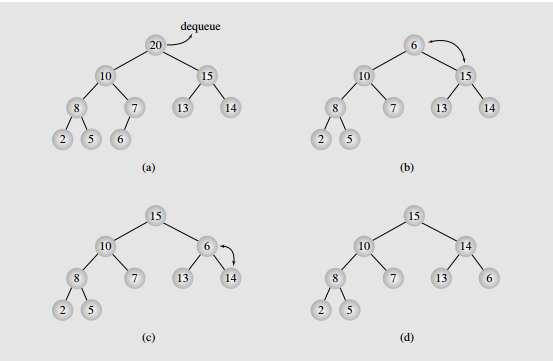 dequeue
20 6
10 15 10 15
8 7 13 14 8 7 13 14
2 5 6 2 5
(a) (b)
15 15
10 6 10 14
8 7 13 14 8 7 13 6
2 5 2 5
(c) (d)